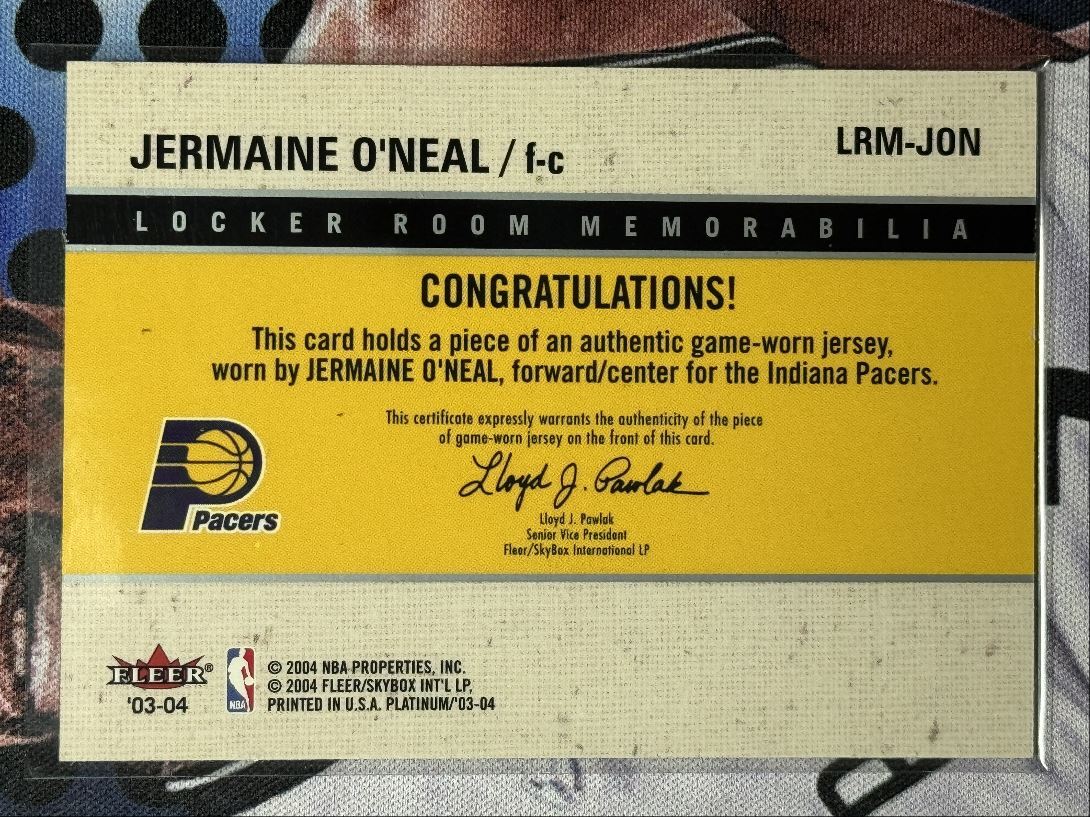 JERMAINE O'NEAL / f-c
LRM-JON
LOCKER ROOM MEMORABILIA
CONGRATULATIONS!
This card holds a piece of an authentic game-worn jersey,
worn by JERMAINE O'NEAL, forward/center for the Indiana Pacers.
This certificate expressly warrants the authenticity of the piece
of game-worn jersey on the front of this card.
Lloyd J. Pawlak
Lloyd J. Pawlak
Senior Vice President
Fleer/SkyBox International LP
Pacers
FLEER®
'03-04
NBA
© 2004 NBA PROPERTIES, INC.
© 2004 FLEER/SKYBOX INT'L LP,
PRINTED IN U.S.A. PLATINUM/'03-04